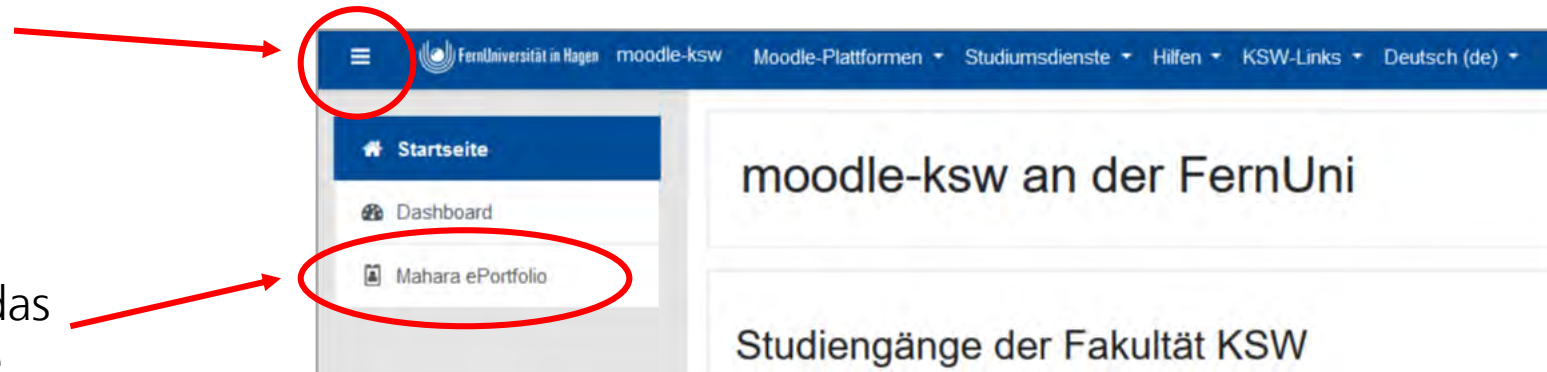 FernUniversität in Hagen moodle-ksw Moodle-Plattformen Studiumsdienste Hilfen KSW-Links Deutsch (de)
Startseite
moodle-ksw an der FernUni
Dashboard
Mahara ePortfolio
das
Studiengänge der Fakultät KSW